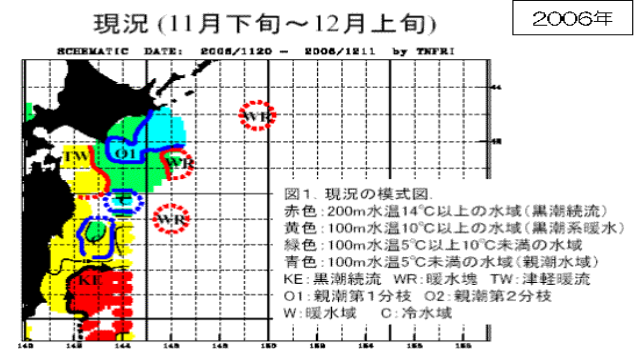 現況 (11月下旬～12月上旬)
2006年
SCHEMATIC DATE: 2006/1120 - 2006/1211 by TNFRI
WR
TW
O1
WR
C
WR
C
KE
図1．現況の模式図．
赤色：200m水温14℃以上の水域（黒潮続流）
黄色：100m水温10℃以上の水域（黒潮系暖水）
緑色：100m水温5℃以上10℃未満の水域
青色：100m水温5℃未満の水域（親潮水域）
KE：黒潮続流 WR：暖水塊 TW：津軽暖流
O1：親潮第1分枝 O2：親潮第2分枝
W：暖水域 C：冷水域
144
146